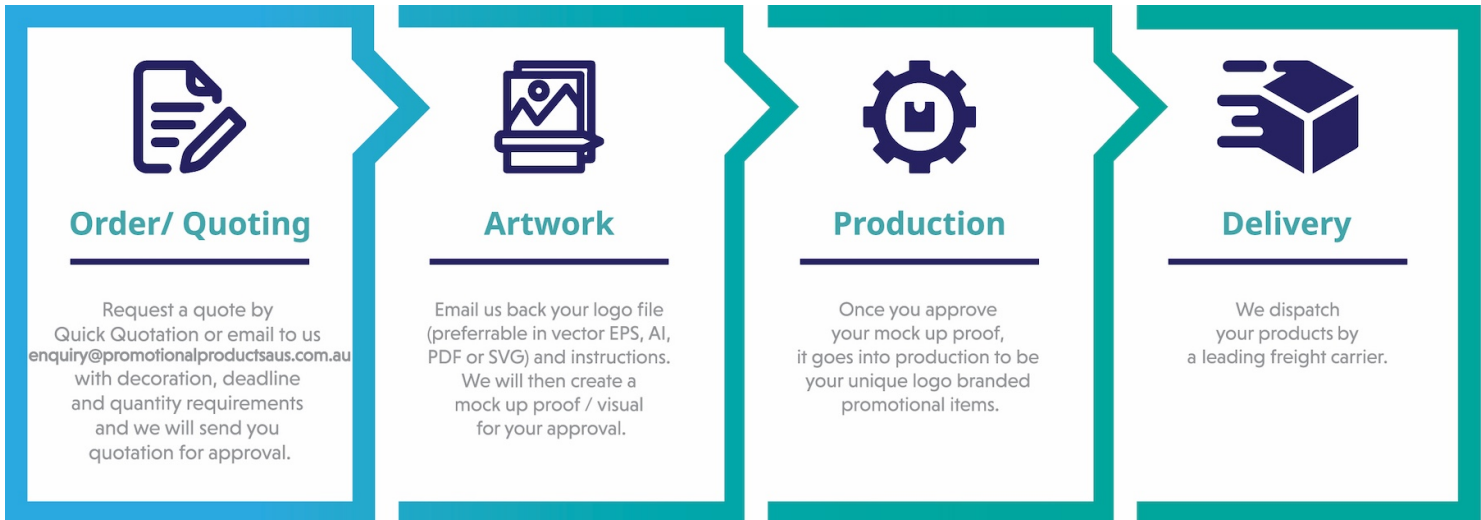 Order/ Quoting
Request a quote by
Quick Quotation or email to us
enquiry@promotionalproductsaus.com.au
with decoration, deadline
and quantity requirements
and we will send you
quotation for approval.
Artwork
Email us back your logo file
(preferrable in vector EPS, AI,
PDF or SVG) and instructions.
We will then create a
mock up proof / visual
for your approval.
Production
Once you approve
your mock up proof,
it goes into production to be
your unique logo branded
promotional items.
Delivery
We dispatch
your products by
a leading freight carrier.